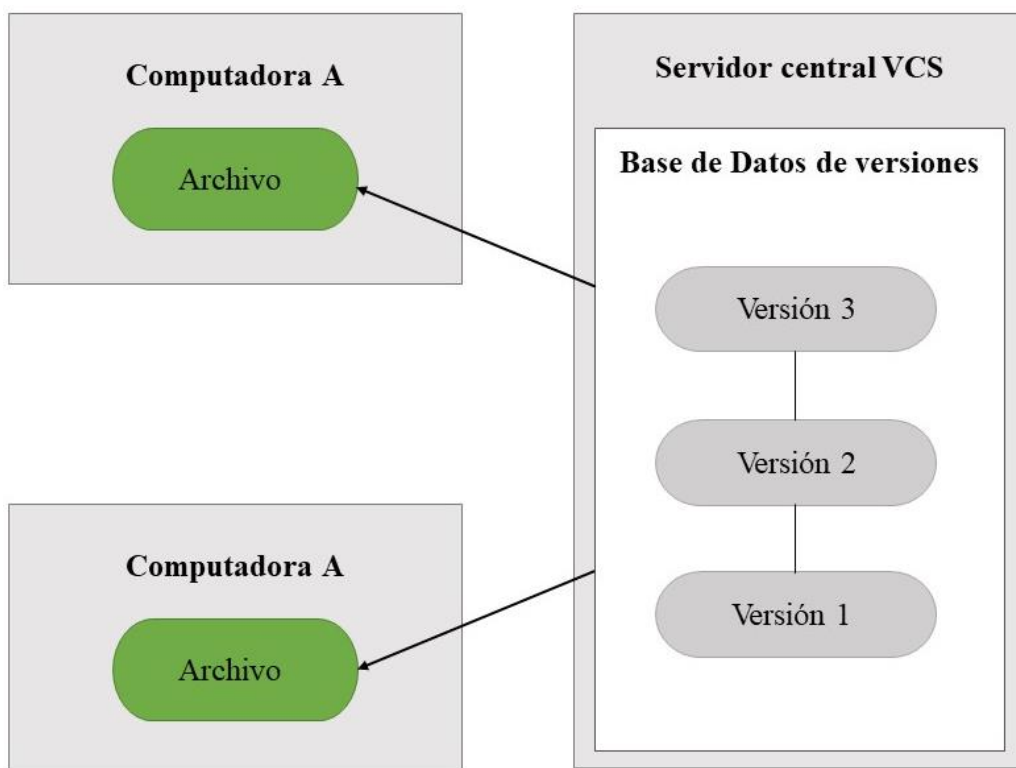 Computadora A
Archivo
Servidor central VCS
Base de Datos de versiones
Versión 3
Versión 2
Versión 1
Computadora A
Archivo